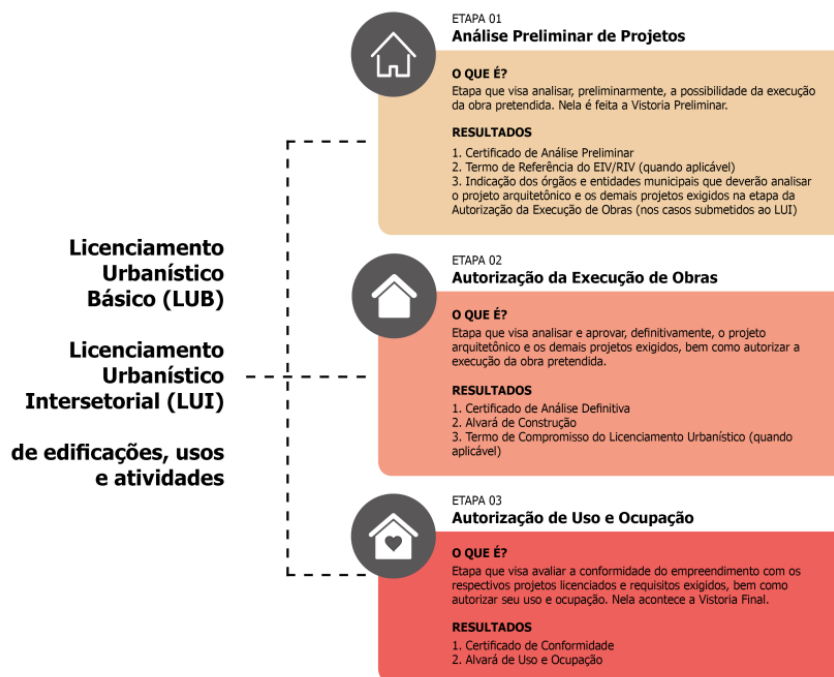 Licenciamento
Urbanístico
Básico (LUB)
Licenciamento
Urbanístico
Intersetorial (LUI)
de edificações, usos
e atividades
ETAPA 01
Análise Preliminar de Projetos
O QUE É?
Etapa que visa analisar, preliminarmente, a possibilidade da execução
da obra pretendida. Nela é feita a Vistoria Preliminar.
RESULTADOS
1. Certificado de Análise Preliminar
2. Termo de Referência do EIV/RIV (quando aplicável)
3. Indicação dos órgãos e entidades municipais que deverão analisar
o projeto arquitetônico e os demais projetos exigidos na etapa da
Autorização da Execução de Obras (nos casos submetidos ao LUI)
ETAPA 02
Autorização da Execução de Obras
O QUE É?
Etapa que visa analisar e aprovar, definitivamente, o projeto
arquitetônico e os demais projetos exigidos, bem como autorizar a
execução da obra pretendida.
RESULTADOS
1. Certificado de Análise Definitiva
2. Alvará de Construção
3. Termo de Compromisso do Licenciamento Urbanístico (quando
aplicável)
ETAPA 03
Autorização de Uso e Ocupação
O QUE É?
Etapa que visa avaliar a conformidade do empreendimento com os
respectivos projetos licenciados e requisitos exigidos, bem como
autorizar seu uso e ocupação. Nela acontece a Vistoria Final.
RESULTADOS
1. Certificado de Conformidade
2. Alvará de Uso e Ocupação